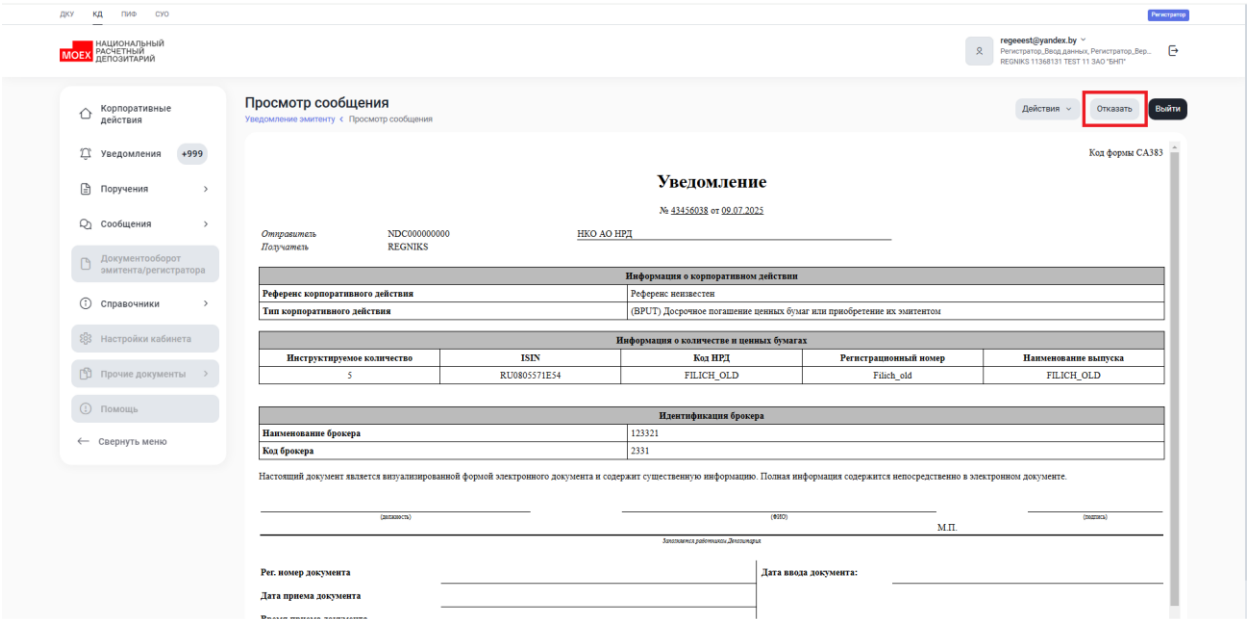 ДКУ КД ПИФ СУО
Регистратор
MOEX НАЦИОНАЛЬНЫЙ РАСЧЕТНЫЙ ДЕПОЗИТАРИЙ
regeeest@yandex.by
Регистратор_Ввод данных, Регистратор_Вер...
REGNIKS 11368131 TEST 11 ЗАО "БНП"
Корпоративные действия
Уведомления +999
Поручения
Сообщения
Документооборот эмитента/регистратора
Справочники
Настройки кабинета
Прочие документы
Помощь
Свернуть меню
Просмотр сообщения
Уведомление эмитенту < Просмотр сообщения
Действия Отказать Выйти
Код формы CA383
Уведомление
№ 43456038 от 09.07.2025
Отправитель NDC000000000 НКО АО НРД
Получатель REGNIKS
Информация о корпоративном действии
Референс корпоративного действия Референс неизвестен
Тип корпоративного действия (BPUT) Досрочное погашение ценных бумаг или приобретение их эмитентом
Информация о количестве и ценных бумагах
Инструктируемое количество ISIN Код НРД Регистрационный номер Наименование выпуска
5 RU0805571E54 FILICH_OLD Filich_old FILICH_OLD
Идентификация брокера
Наименование брокера 123321
Код брокера 2331
Настоящий документ является визуализированной формой электронного документа и содержит существенную информацию. Полная информация содержится непосредственно в электронном документе.
(должность) (ФИО) (подпись)
М.П.
Заполняется работником Депозитария
Рег. номер документа Дата ввода документа:
Дата приема документа
Время приема документа